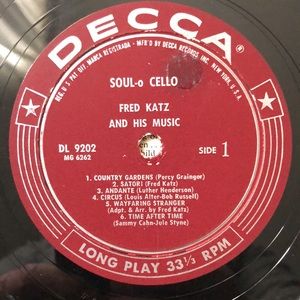 DECCA
REG. U.S. PAT. OFF. MARCA REGISTRADA - MFR'D BY DECCA RECORDS INC., NEW YORK, U.S.A.
SOUL-o CELLO
FRED KATZ
AND HIS MUSIC
DL 9202
MG 6262
SIDE 1
1. COUNTRY GARDENS (Percy Grainger)
2. SATORI (Fred Katz)
3. ANDANTE (Luther Henderson)
4. CIRCUS (Louis Alter-Bob Russell)
5. WAYFARING STRANGER
(Adpt. & Arr. by Fred Katz)
6. TIME AFTER TIME
(Sammy Cahn-Jule Styne)
LONG PLAY 33 1/3 RPM